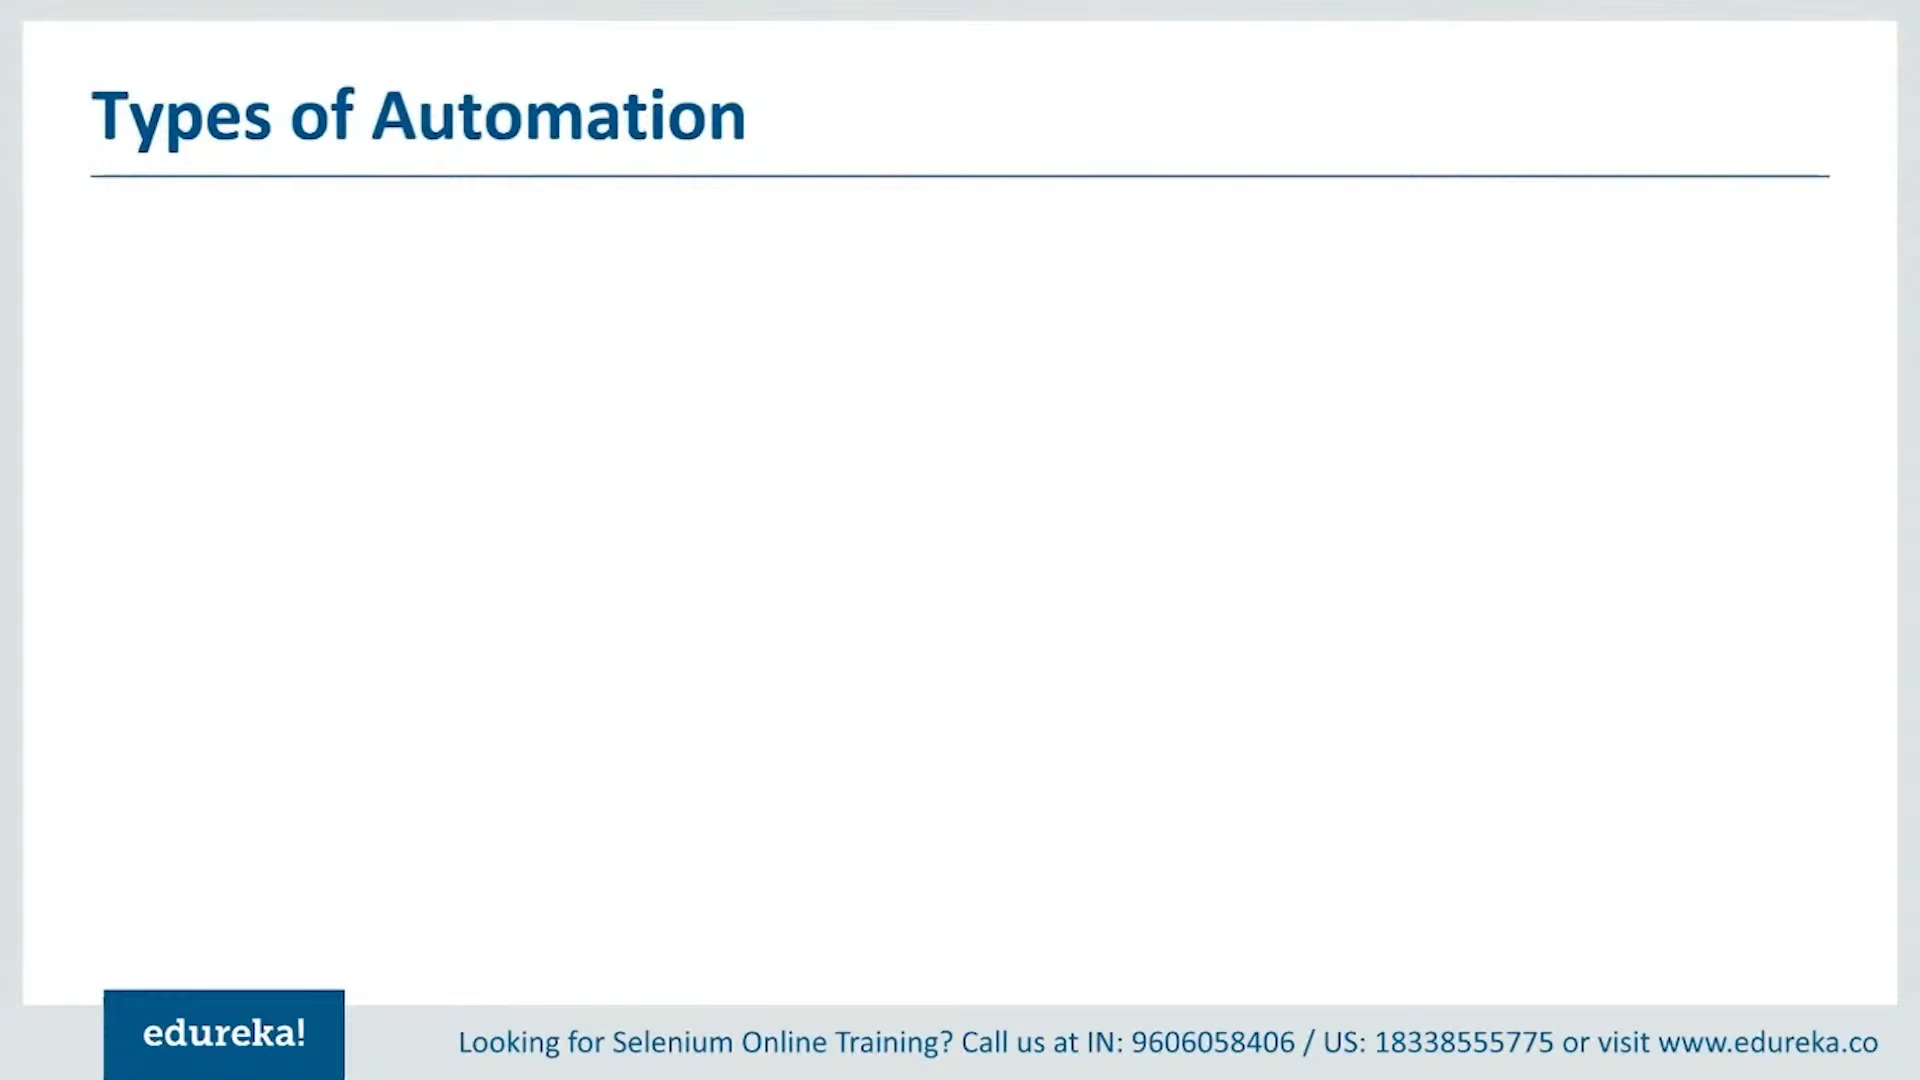 Types of Automation
edureka!
Looking for Selenium Online Training? Call us at IN: 9606058406 / US: 18338555775 or visit www.edureka.co